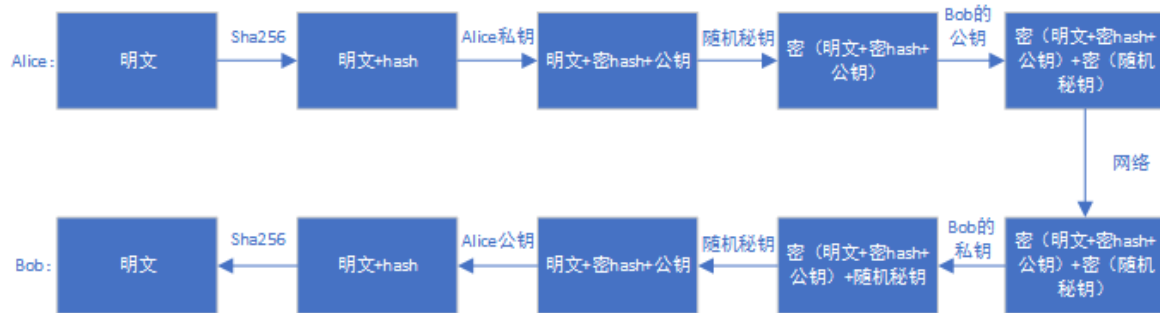 Alice:
明文
Sha256
明文+hash
Alice私钥
明文+密hash+公钥
随机秘钥
密（明文+密hash+
公钥）
Bob的
公钥
密（明文+密hash+
公钥）+密（随机
秘钥）
网络
Bob:
明文
Sha256
明文+hash
Alice公钥
明文+密hash+公钥
随机秘钥
密（明文+密hash+
公钥）+随机秘钥
Bob的
私钥
密（明文+密hash+
公钥）+密（随机
秘钥）